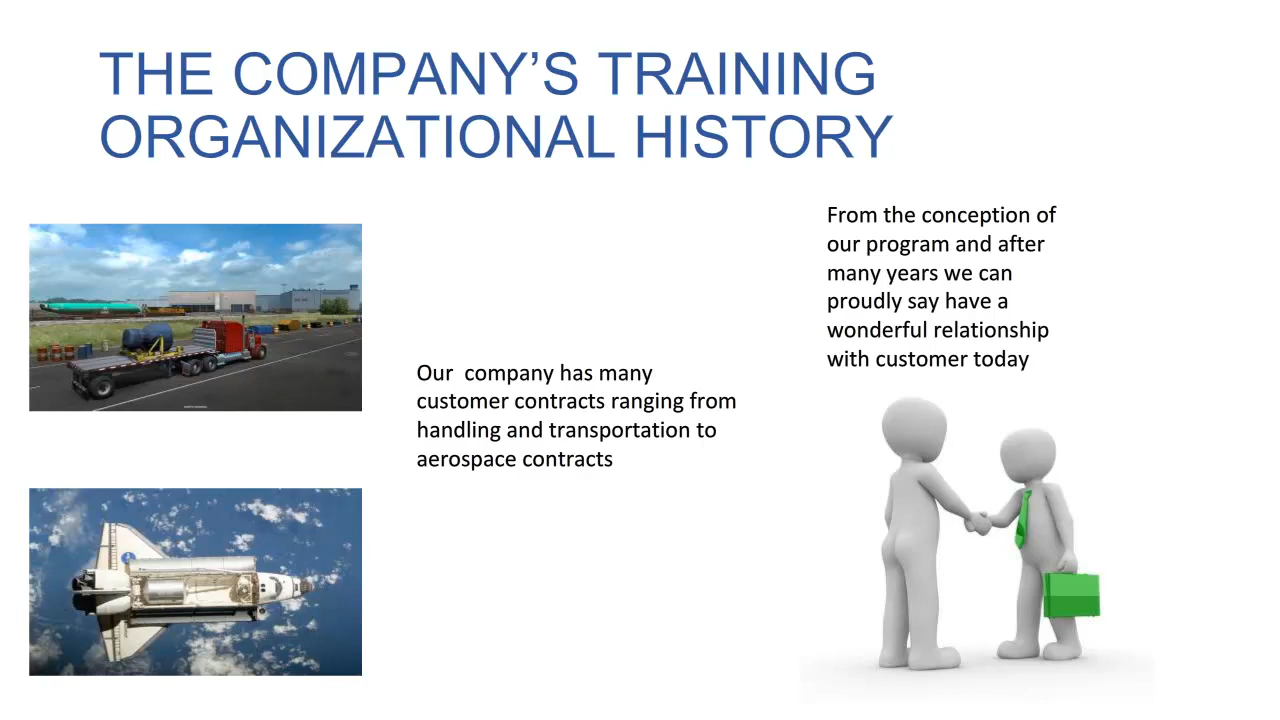 THE COMPANY’S TRAINING
ORGANIZATIONAL HISTORY
From the conception of
our program and after
many years we can
proudly say have a
wonderful relationship
with customer today
Our  company has many
customer contracts ranging from
handling and transportation to
aerospace contracts